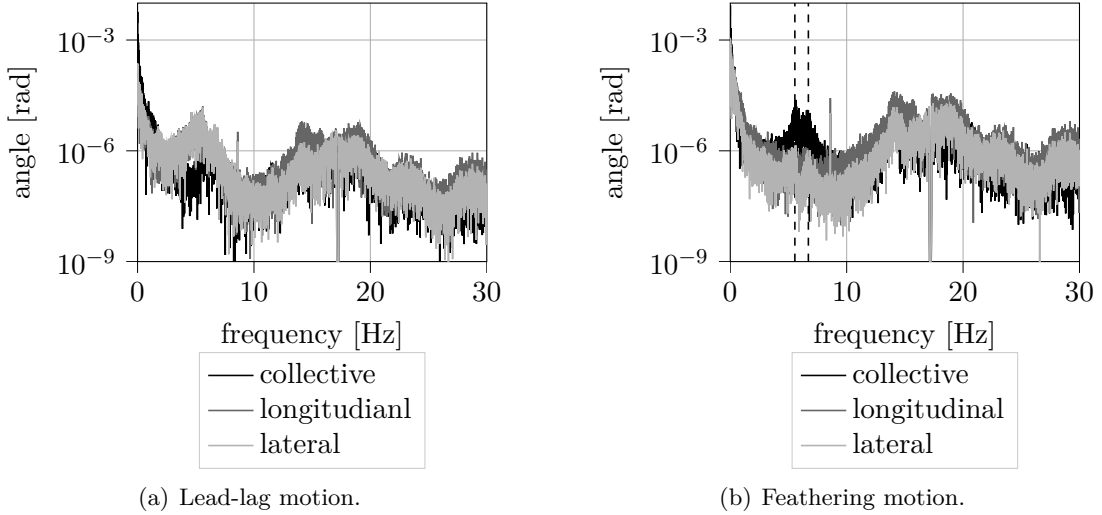 10⁻³
10⁻⁶
10⁻⁹
angle [rad]
0 10 20 30
frequency [Hz]
collective
longitudianl
lateral
(a) Lead-lag motion.
10⁻³
10⁻⁶
10⁻⁹
angle [rad]
0 10 20 30
frequency [Hz]
collective
longitudinal
lateral
(b) Feathering motion.